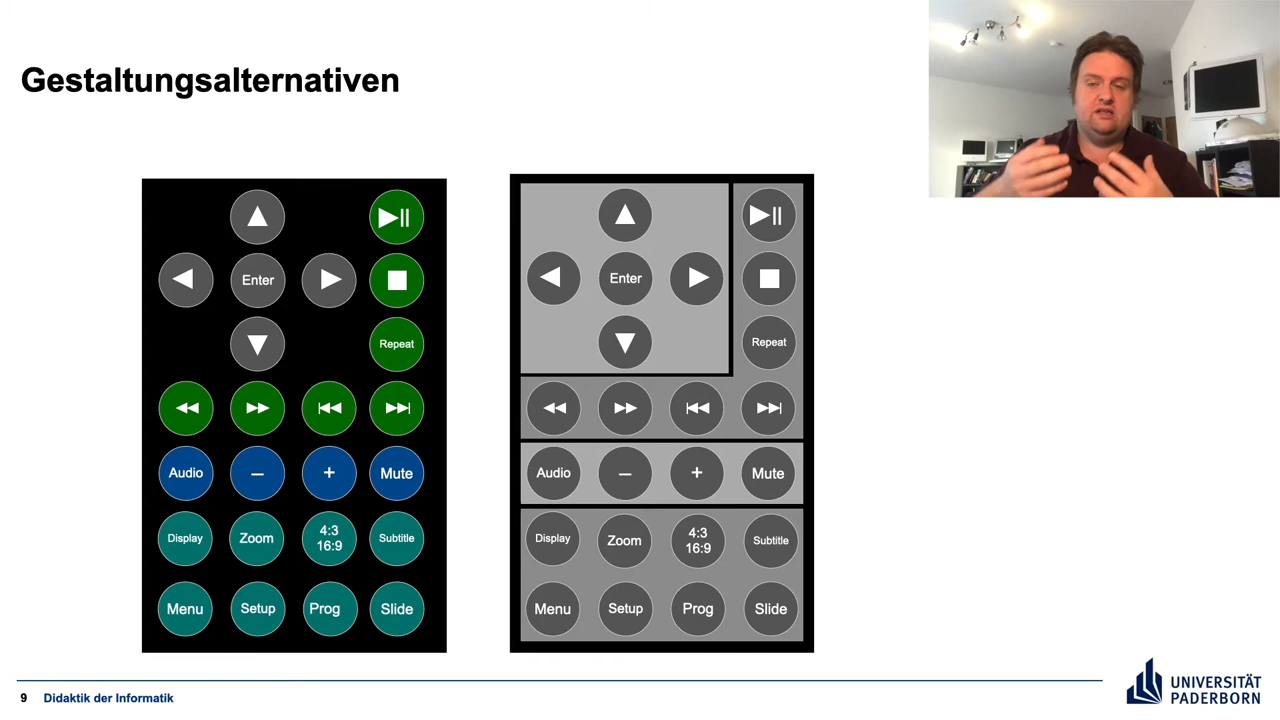 Gestaltungsalternativen
Enter
Repeat
Audio – + Mute
Display Zoom 4:3 Subtitle
16:9
Menu Setup Prog Slide
Enter
Repeat
Audio – + Mute
Display Zoom 4:3 Subtitle
16:9
Menu Setup Prog Slide
9 Didaktik der Informatik
UNIVERSITÄT
PADERBORN